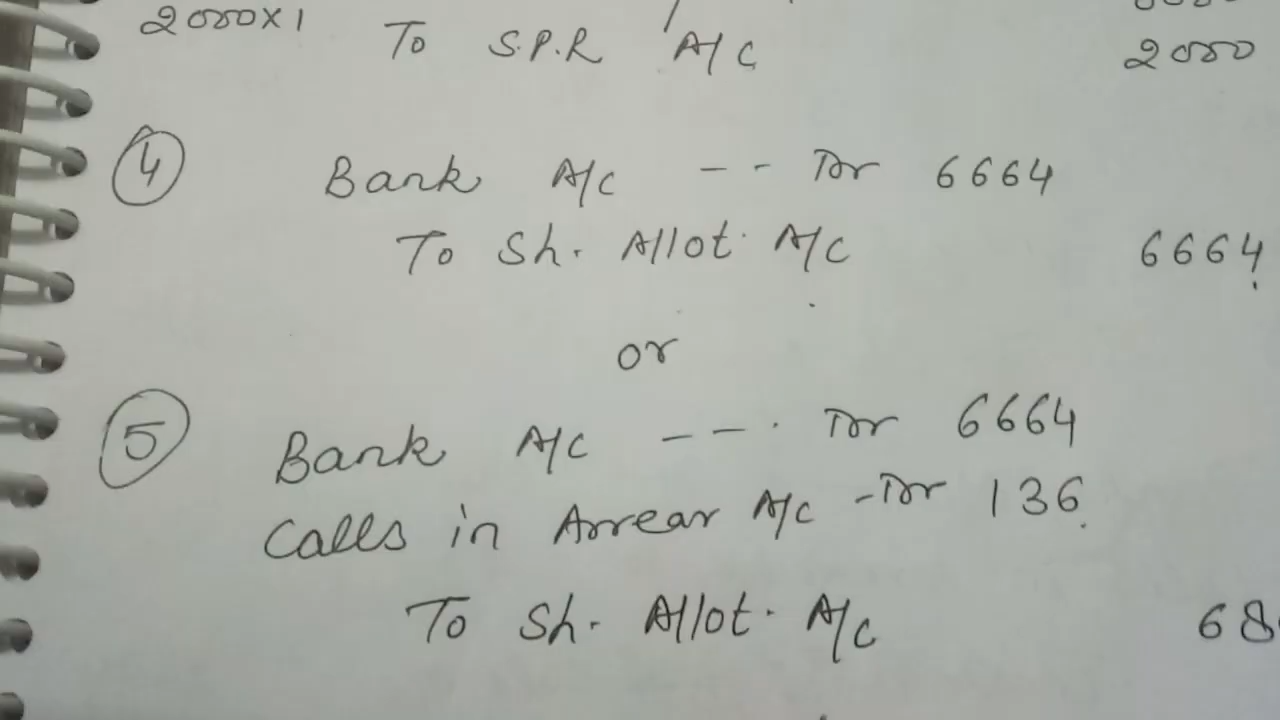 2000x1 To S.P.R A/C 2000
4 Bank A/C -- Dr 6664
To Sh. Allot. A/C 6664
or
5 Bank A/C --. Dr 6664
Calls in Arrear A/C -Dr 136
To Sh. Allot. A/C